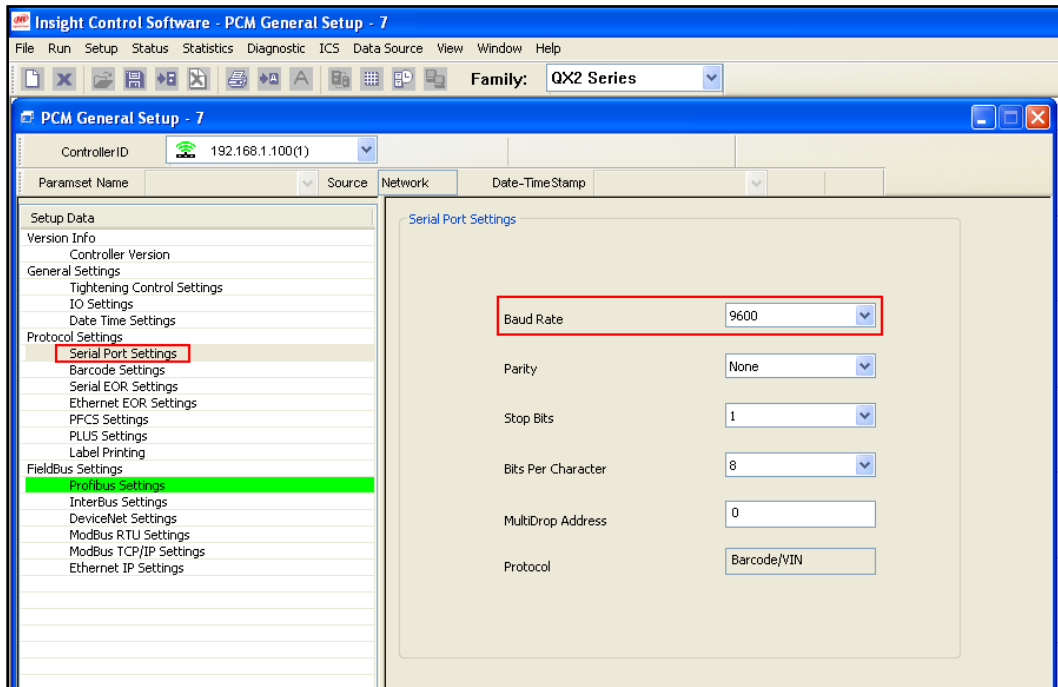 Insight Control Software - PCM General Setup - 7
File Run Setup Status Statistics Diagnostic ICS Data Source View Window Help
Family: QX2 Series
PCM General Setup - 7
ControllerID 192.168.1.100(1)
Paramset Name Source Network Date-TimeStamp
Setup Data
Version Info
Controller Version
General Settings
Tightening Control Settings
IO Settings
Date Time Settings
Protocol Settings
Serial Port Settings
Barcode Settings
Serial EOR Settings
Ethernet EOR Settings
PFCS Settings
PLUS Settings
Label Printing
FieldBus Settings
Profibus Settings
InterBus Settings
DeviceNet Settings
ModBus RTU Settings
ModBus TCP/IP Settings
Ethernet IP Settings
Serial Port Settings
Baud Rate 9600
Parity None
Stop Bits 1
Bits Per Character 8
MultiDrop Address 0
Protocol Barcode/VIN